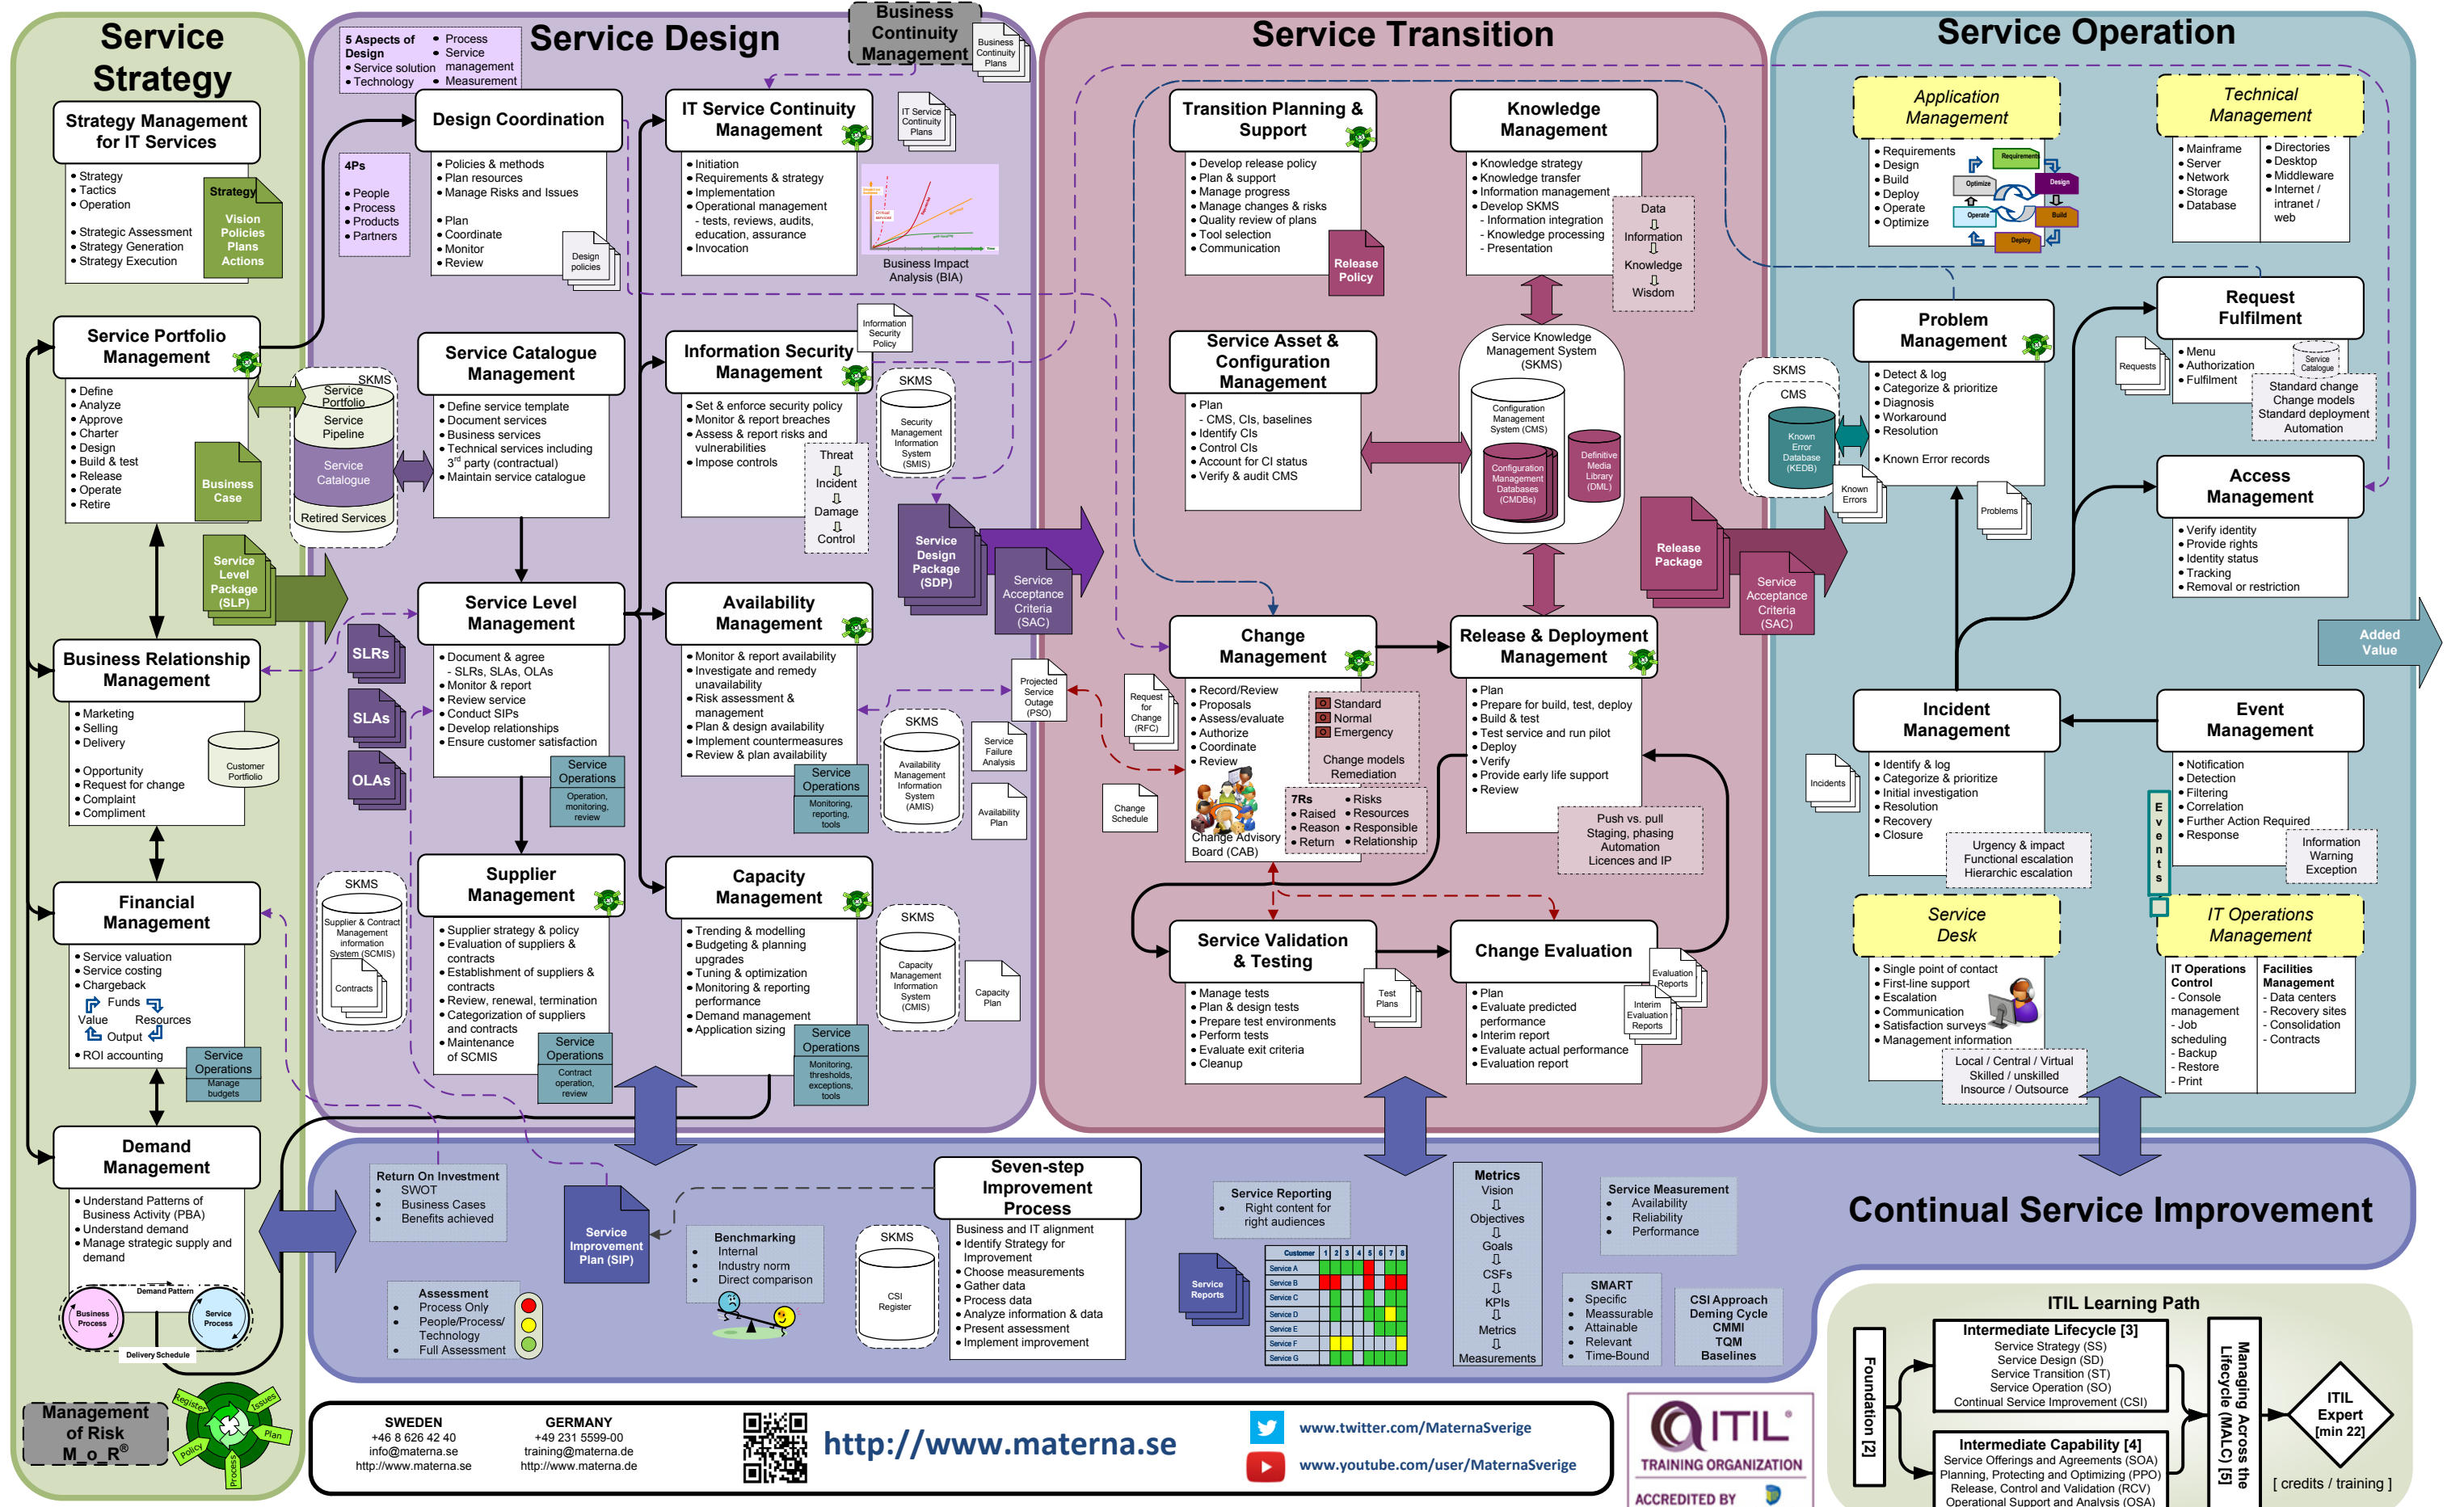 Service
Strategy
Strategy Management
for IT Services
• Strategy
• Tactics
• Operation
• Strategic Assessment
• Strategy Generation
• Strategy Execution
Strategy
Vision
Policies
Plans
Actions
Service Portfolio
Management
• Define
• Analyze
• Approve
• Charter
• Design
• Build & test
• Release
• Operate
• Retire
Business
Case
Service
Level
Package
(SLP)
Business Relationship
Management
• Marketing
• Selling
• Delivery
• Opportunity
• Request for change
• Complaint
• Compliment
Customer
Portfolio
Financial
Management
• Service valuation
• Service costing
• Chargeback
Funds
Value
Resources
Output
• ROI accounting
Service
Operations
Manage
budgets
Demand
Management
• Understand Patterns of
Business Activity (PBA)
• Understand demand
• Manage strategic supply and
demand
Demand Pattern
Business
Process
Service
Process
Delivery Schedule
Management
of Risk
M_o_R®
Register
Issues
Plan
Process
Policy
Service Design
5 Aspects of
Design
• Service solution
• Technology
• Process
• Service
management
• Measurement
Business
Continuity
Management
Business
Continuity
Plans
4Ps
• People
• Process
• Products
• Partners
Design Coordination
• Policies & methods
• Plan resources
• Manage Risks and Issues
• Plan
• Coordinate
• Monitor
• Review
Design
policies
IT Service Continuity
Management
• Initiation
• Requirements & strategy
• Implementation
• Operational management
- tests, reviews, audits,
education, assurance
• Invocation
IT Service
Continuity
Plans
Business Impact
Analysis (BIA)
SKMS
Service
Portfolio
Service
Pipeline
Service
Catalogue
Retired Services
Service Catalogue
Management
• Define service template
• Document services
• Business services
• Technical services including
3rd party (contractual)
• Maintain service catalogue
Information Security
Management
• Set & enforce security policy
• Monitor & report breaches
• Assess & report risks and
vulnerabilities
• Impose controls
Information
Security
Policy
Threat
Incident
Damage
Control
SKMS
Security
Management
Information
System
(SMIS)
Service
Design
Package
(SDP)
Service
Acceptance
Criteria
(SAC)
SLRs
SLAs
OLAs
Service Level
Management
• Document & agree
- SLRs, SLAs, OLAs
• Monitor & report
• Review service
• Conduct SIPs
• Develop relationships
• Ensure customer satisfaction
Service
Operations
Operation,
monitoring,
review
Availability
Management
• Monitor & report availability
• Investigate and remedy
unavailability
• Risk assessment &
management
• Plan & design availability
• Implement countermeasures
• Review & plan availability
Service
Operations
Monitoring,
reporting,
tools
SKMS
Availability
Management
Information
System
(AMIS)
Projected
Service
Outage
(PSO)
Service
Failure
Analysis
Availability
Plan
SKMS
Supplier & Contract
Management
information
System (SCMIS)
Contracts
Supplier
Management
• Supplier strategy & policy
• Evaluation of suppliers &
contracts
• Establishment of suppliers &
contracts
• Review, renewal, termination
• Categorization of suppliers
and contracts
• Maintenance
of SCMIS
Service
Operations
Contract
operation,
review
Capacity
Management
• Trending & modelling
• Budgeting & planning
upgrades
• Tuning & optimization
• Monitoring & reporting
performance
• Demand management
• Application sizing
Service
Operations
Monitoring,
thresholds,
exceptions,
tools
SKMS
Capacity
Management
Information
System
(CMIS)
Capacity
Plan
Service Transition
Transition Planning &
Support
• Develop release policy
• Plan & support
• Manage progress
• Manage changes & risks
• Quality review of plans
• Tool selection
• Communication
Release
Policy
Knowledge
Management
• Knowledge strategy
• Knowledge transfer
• Information management
• Develop SKMS
- Information integration
- Knowledge processing
- Presentation
Data
Information
Knowledge
Wisdom
Service Asset &
Configuration
Management
• Plan
- CMS, CIs, baselines
• Identify CIs
• Control CIs
• Account for CI status
• Verify & audit CMS
Service Knowledge
Management System
(SKMS)
Configuration
Management
System (CMS)
Configuration
Management
Databases
(CMDBs)
Definitive
Media
Library
(DML)
Release
Package
Service
Acceptance
Criteria
(SAC)
Change
Management
• Record/Review
• Proposals
• Assess/evaluate
• Authorize
• Coordinate
• Review
Change Advisory
Board (CAB)
Request
for
Change
(RFC)
Change
Schedule
Standard
Normal
Emergency
Change models
Remediation
7Rs
• Raised
• Reason
• Return
• Risks
• Resources
• Responsible
• Relationship
Release & Deployment
Management
• Plan
• Prepare for build, test, deploy
• Build & test
• Test service and run pilot
• Deploy
• Verify
• Provide early life support
• Review
Push vs. pull
Staging, phasing
Automation
Licences and IP
Service Validation
& Testing
• Manage tests
• Plan & design tests
• Prepare test environments
• Perform tests
• Evaluate exit criteria
• Cleanup
Test
Plans
Change Evaluation
• Plan
• Evaluate predicted
performance
• Interim report
• Evaluate actual performance
• Evaluation report
Evaluation
Reports
Interim
Evaluation
Reports
Service Operation
Application
Management
• Requirements
• Design
• Build
• Deploy
• Operate
• Optimize
Requirements
Design
Build
Deploy
Operate
Optimize
Technical
Management
• Mainframe
• Server
• Network
• Storage
• Database
• Directories
• Desktop
• Middleware
• Internet /
intranet /
web
Problem
Management
• Detect & log
• Categorize & prioritize
• Diagnosis
• Workaround
• Resolution
• Known Error records
SKMS
CMS
Known
Error
Database
(KEDB)
Known
Errors
Problems
Request
Fulfilment
• Menu
• Authorization
• Fulfilment
Requests
Service
Catalogue
Standard change
Change models
Standard deployment
Automation
Access
Management
• Verify identity
• Provide rights
• Identity status
• Tracking
• Removal or restriction
Added
Value
Incident
Management
• Identify & log
• Categorize & prioritize
• Initial investigation
• Resolution
• Recovery
• Closure
Incidents
Urgency & impact
Functional escalation
Hierarchic escalation
Event
Management
• Notification
• Detection
• Filtering
• Correlation
• Further Action Required
• Response
Events
Information
Warning
Exception
Service
Desk
• Single point of contact
• First-line support
• Escalation
• Communication
• Satisfaction surveys
• Management information
Local / Central / Virtual
Skilled / unskilled
Insource / Outsource
IT Operations
Management
IT Operations
Control
- Console
management
- Job
scheduling
- Backup
- Restore
- Print
Facilities
Management
- Data centers
- Recovery sites
- Consolidation
- Contracts
Continual Service Improvement
Return On Investment
• SWOT
• Business Cases
• Benefits achieved
Assessment
• Process Only
• People/Process/
Technology
• Full Assessment
Service
Improvement
Plan (SIP)
Benchmarking
• Internal
• Industry norm
• Direct comparison
SKMS
CSI
Register
Seven-step
Improvement
Process
Business and IT alignment
• Identify Strategy for
Improvement
• Choose measurements
• Gather data
• Process data
• Analyze information & data
• Present assessment
• Implement improvement
Service Reporting
• Right content for
right audiences
Service
Reports
Customer 1 2 3 4 5 6 7 8
Service A
Service B
Service C
Service D
Service E
Service F
Service G
Metrics
Vision
Objectives
Goals
CSFs
KPIs
Metrics
Measurements
Service Measurement
• Availability
• Reliability
• Performance
SMART
• Specific
• Meassurable
• Attainable
• Relevant
• Time-Bound
CSI Approach
Deming Cycle
CMMI
TQM
Baselines
SWEDEN
+46 8 626 42 40
info@materna.se
http://www.materna.se
GERMANY
+49 231 5599-00
training@materna.de
http://www.materna.de
http://www.materna.se
www.twitter.com/MaternaSverige
www.youtube.com/user/MaternaSverige
ITIL®
TRAINING ORGANIZATION
ACCREDITED BY
ITIL Learning Path
Foundation [2]
Intermediate Lifecycle [3]
Service Strategy (SS)
Service Design (SD)
Service Transition (ST)
Service Operation (SO)
Continual Service Improvement (CSI)
Intermediate Capability [4]
Service Offerings and Agreements (SOA)
Planning, Protecting and Optimizing (PPO)
Release, Control and Validation (RCV)
Operational Support and Analysis (OSA)
Managing Across the
Lifecycle (MALC) [5]
ITIL
Expert
[min 22]
[ credits / training ]